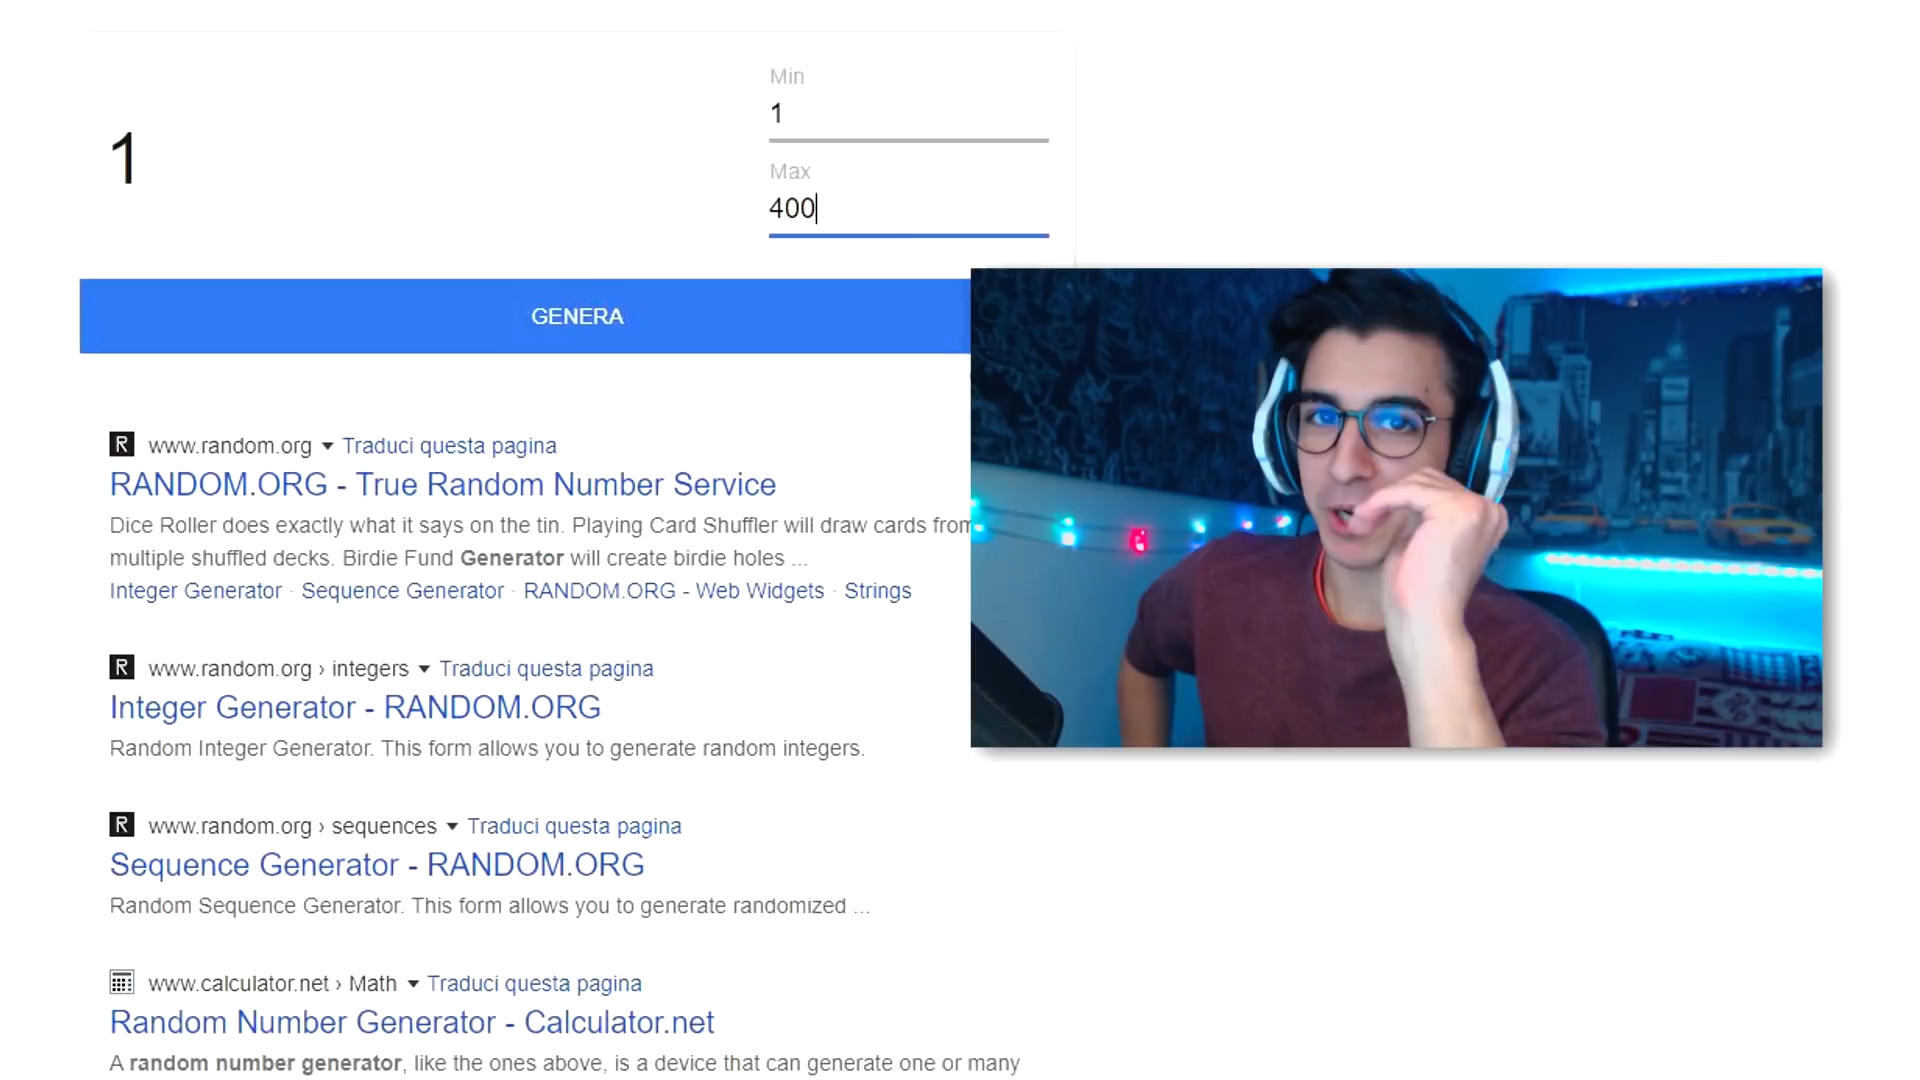 Min
1
1
Max
400
GENERA
www.random.org Traduci questa pagina
RANDOM.ORG - True Random Number Service
Dice Roller does exactly what it says on the tin. Playing Card Shuffler will draw cards from
multiple shuffled decks. Birdie Fund Generator will create birdie holes ...
Integer Generator · Sequence Generator · RANDOM.ORG - Web Widgets · Strings
www.random.org › integers Traduci questa pagina
Integer Generator - RANDOM.ORG
Random Integer Generator. This form allows you to generate random integers.
www.random.org › sequences Traduci questa pagina
Sequence Generator - RANDOM.ORG
Random Sequence Generator. This form allows you to generate randomized ...
www.calculator.net › Math Traduci questa pagina
Random Number Generator - Calculator.net
A random number generator, like the ones above, is a device that can generate one or many